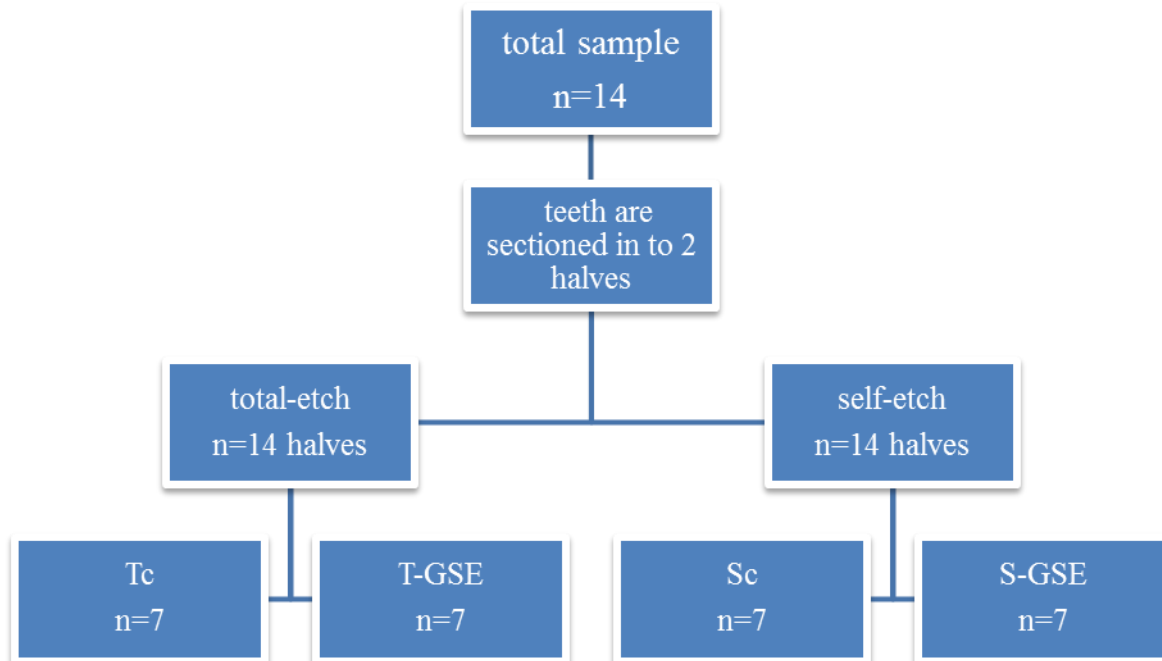 total sample
n=14
teeth are
sectioned in to 2
halves
total-etch
n=14 halves
self-etch
n=14 halves
Tc
n=7
T-GSE
n=7
Sc
n=7
S-GSE
n=7